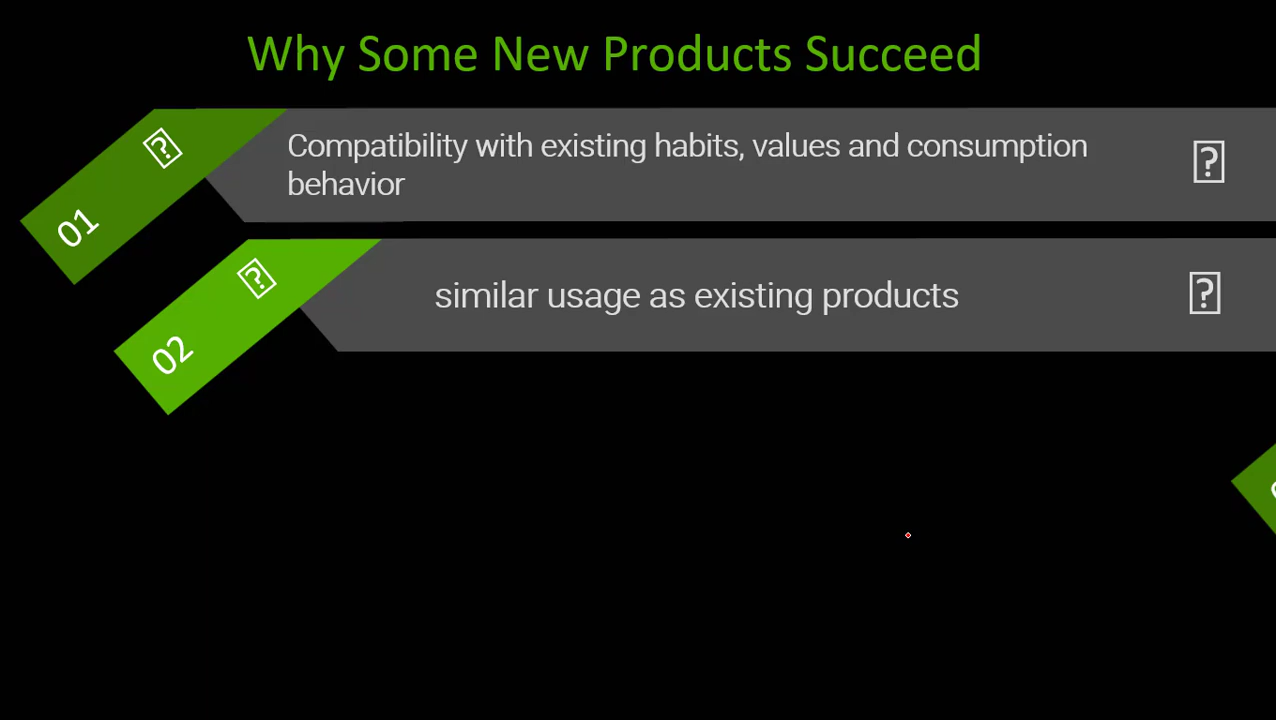 Why Some New Products Succeed
01
Compatibility with existing habits, values and consumption
behavior
02
similar usage as existing products